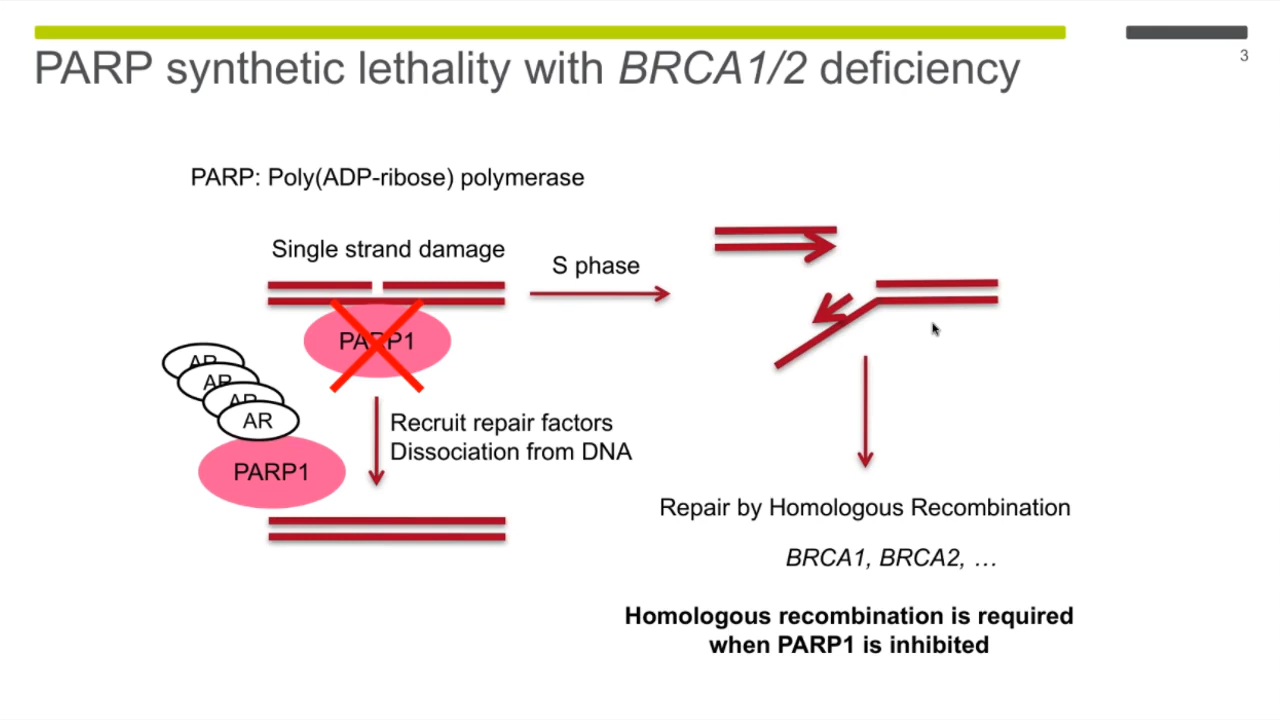 PARP synthetic lethality with BRCA1/2 deficiency
3
PARP: Poly(ADP-ribose) polymerase
Single strand damage
S phase
PARP1
AR
AR
AR
AR
Recruit repair factors
Dissociation from DNA
PARP1
Repair by Homologous Recombination
BRCA1, BRCA2, …
Homologous recombination is required
when PARP1 is inhibited